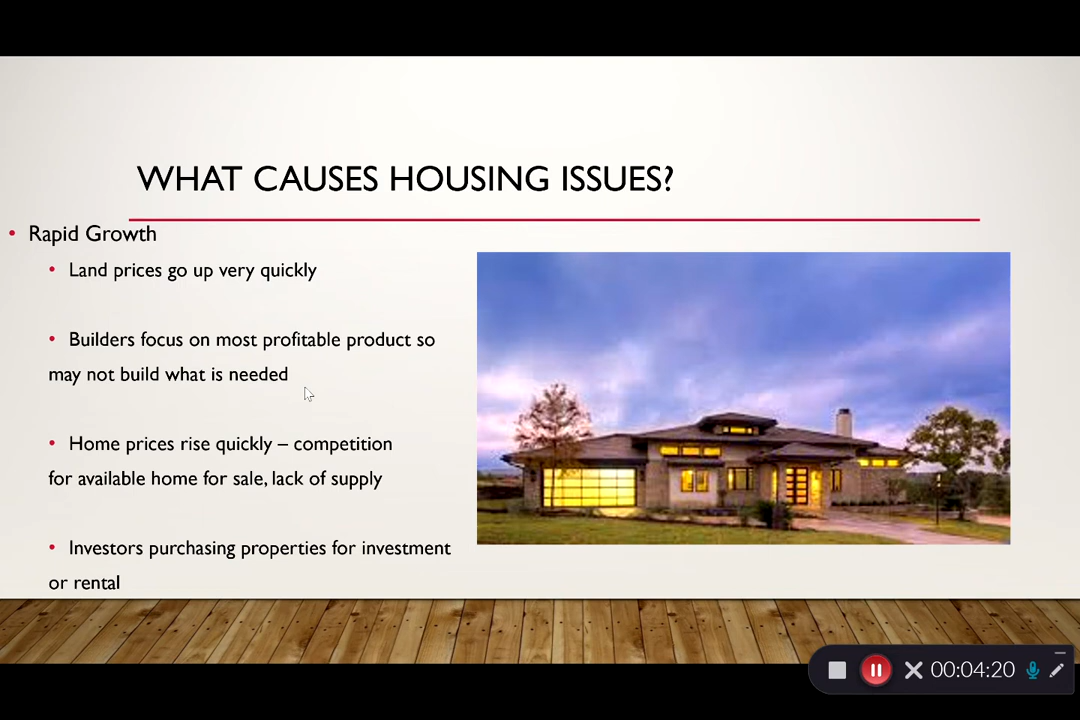 WHAT CAUSES HOUSING ISSUES?
• Rapid Growth
• Land prices go up very quickly
• Builders focus on most profitable product so
may not build what is needed
• Home prices rise quickly – competition
for available home for sale, lack of supply
• Investors purchasing properties for investment
or rental
00:04:20